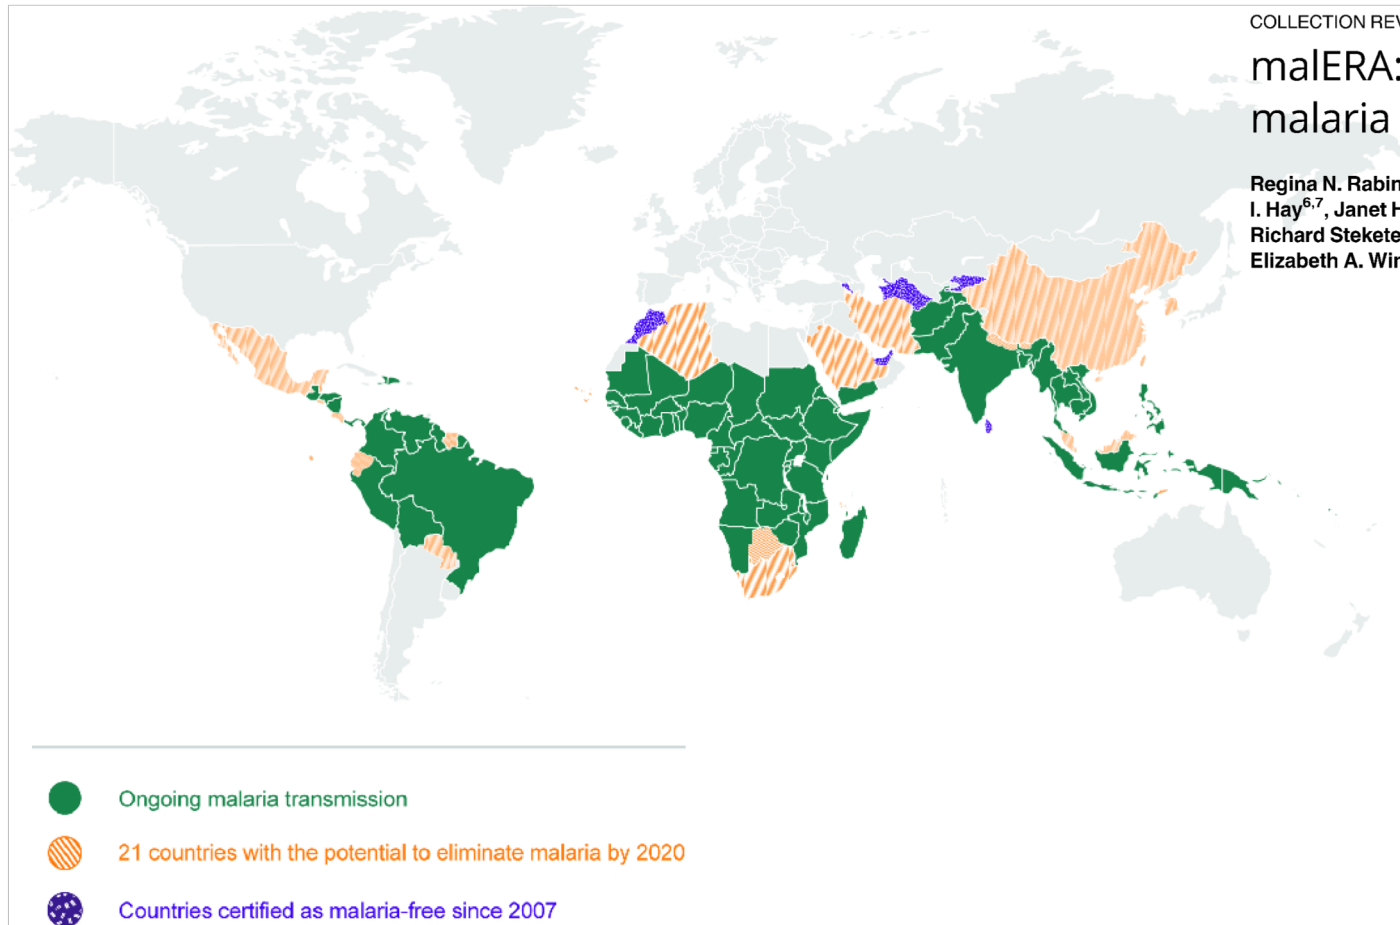 COLLECTION REV
malERA:
malaria
Regina N. Rabin
I. Hay6,7, Janet H
Richard Stekete
Elizabeth A. Win
Ongoing malaria transmission
21 countries with the potential to eliminate malaria by 2020
Countries certified as malaria-free since 2007